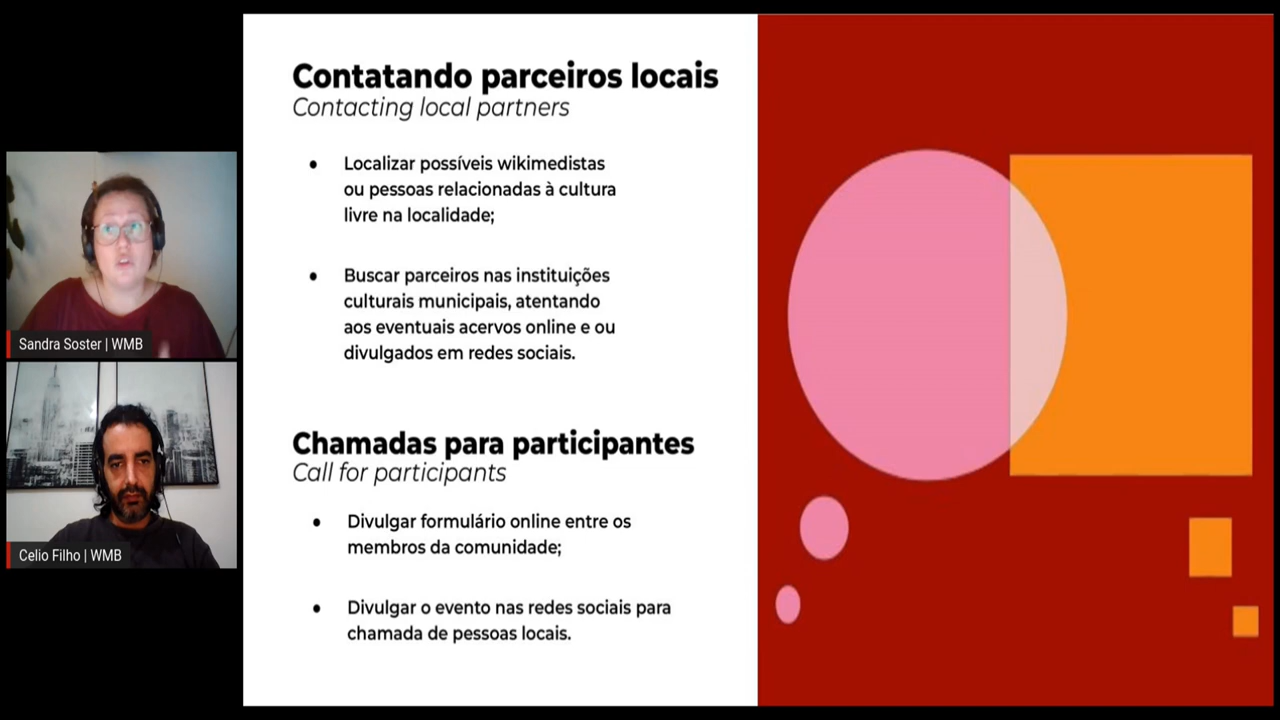 Contatando parceiros locais
Contacting local partners
• Localizar possíveis wikimedistas
ou pessoas relacionadas à cultura
livre na localidade;
• Buscar parceiros nas instituições
culturais municipais, atentando
aos eventuais acervos online e ou
divulgados em redes sociais.
Chamadas para participantes
Call for participants
• Divulgar formulário online entre os
membros da comunidade;
• Divulgar o evento nas redes sociais para
chamada de pessoas locais.
Sandra Soster | WMB
Celio Filho | WMB